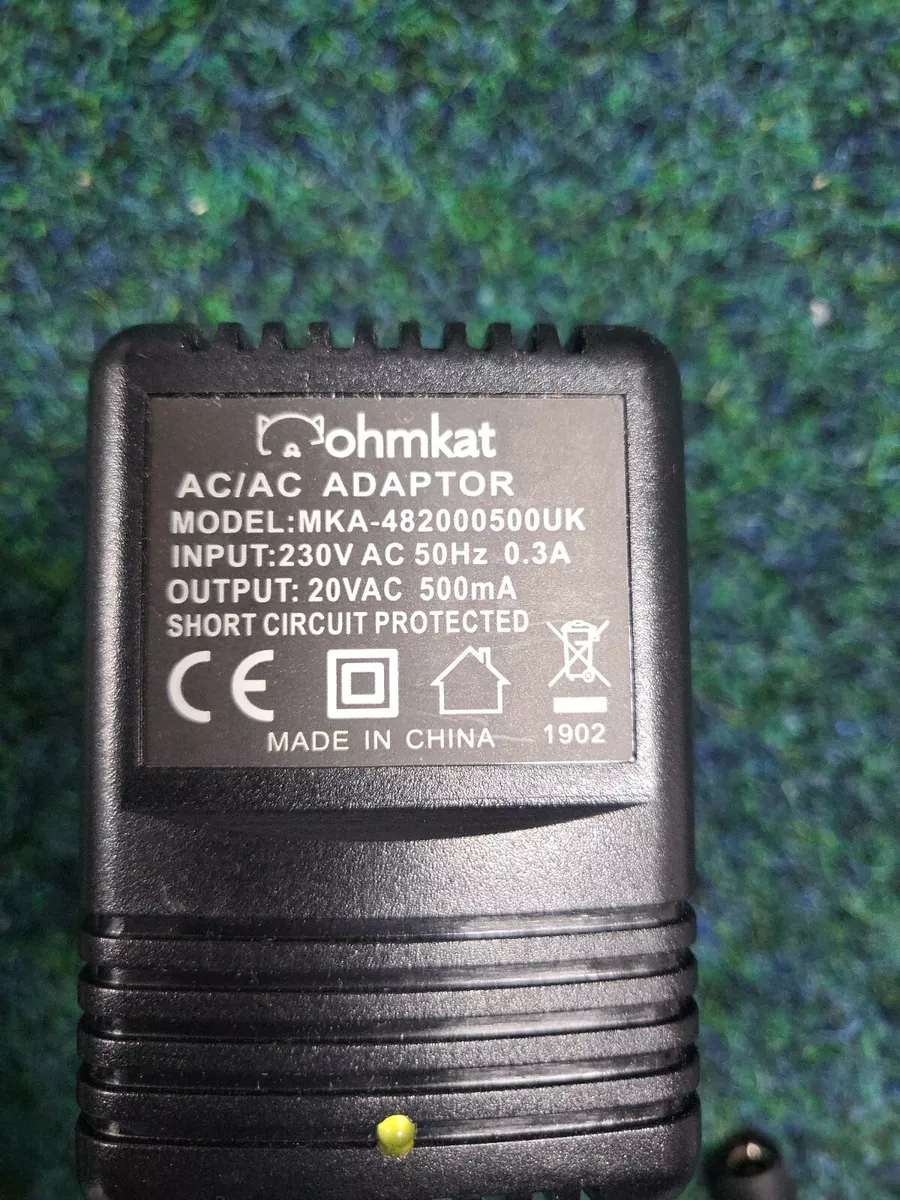 ohmkat
AC/AC ADAPTOR
MODEL:MKA-482000500UK
INPUT:230V AC 50Hz 0.3A
OUTPUT: 20VAC 500mA
SHORT CIRCUIT PROTECTED
CE
MADE IN CHINA 1902